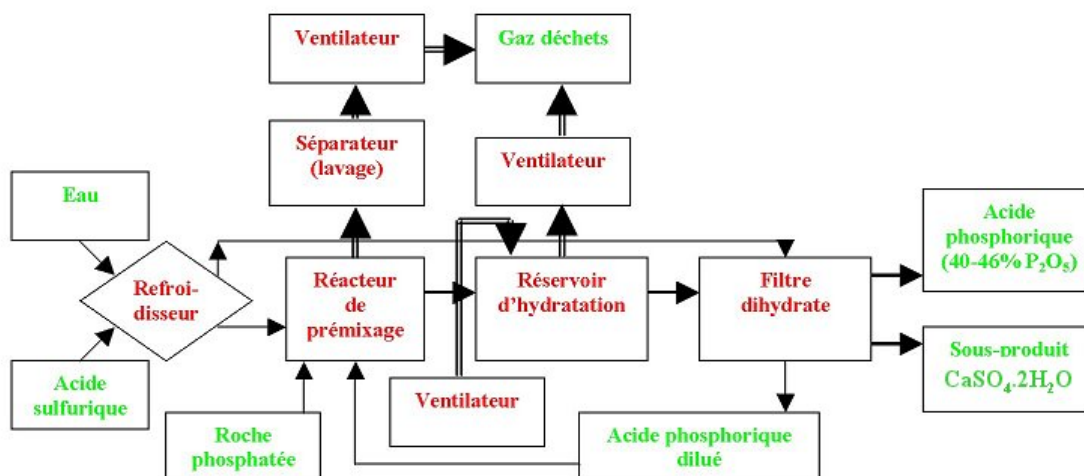 Ventilateur
Gaz déchets
Séparateur
(lavage)
Ventilateur
Eau
Acide
phosphorique
(40-46% P₂O₅)
Refroi-
disseur
Réacteur
de
prémixage
Réservoir
d'hydratation
Filtre
dihydrate
Acide
sulfurique
Sous-produit
CaSO₄.2H₂O
Ventilateur
Roche
phosphatée
Acide phosphorique
dilué